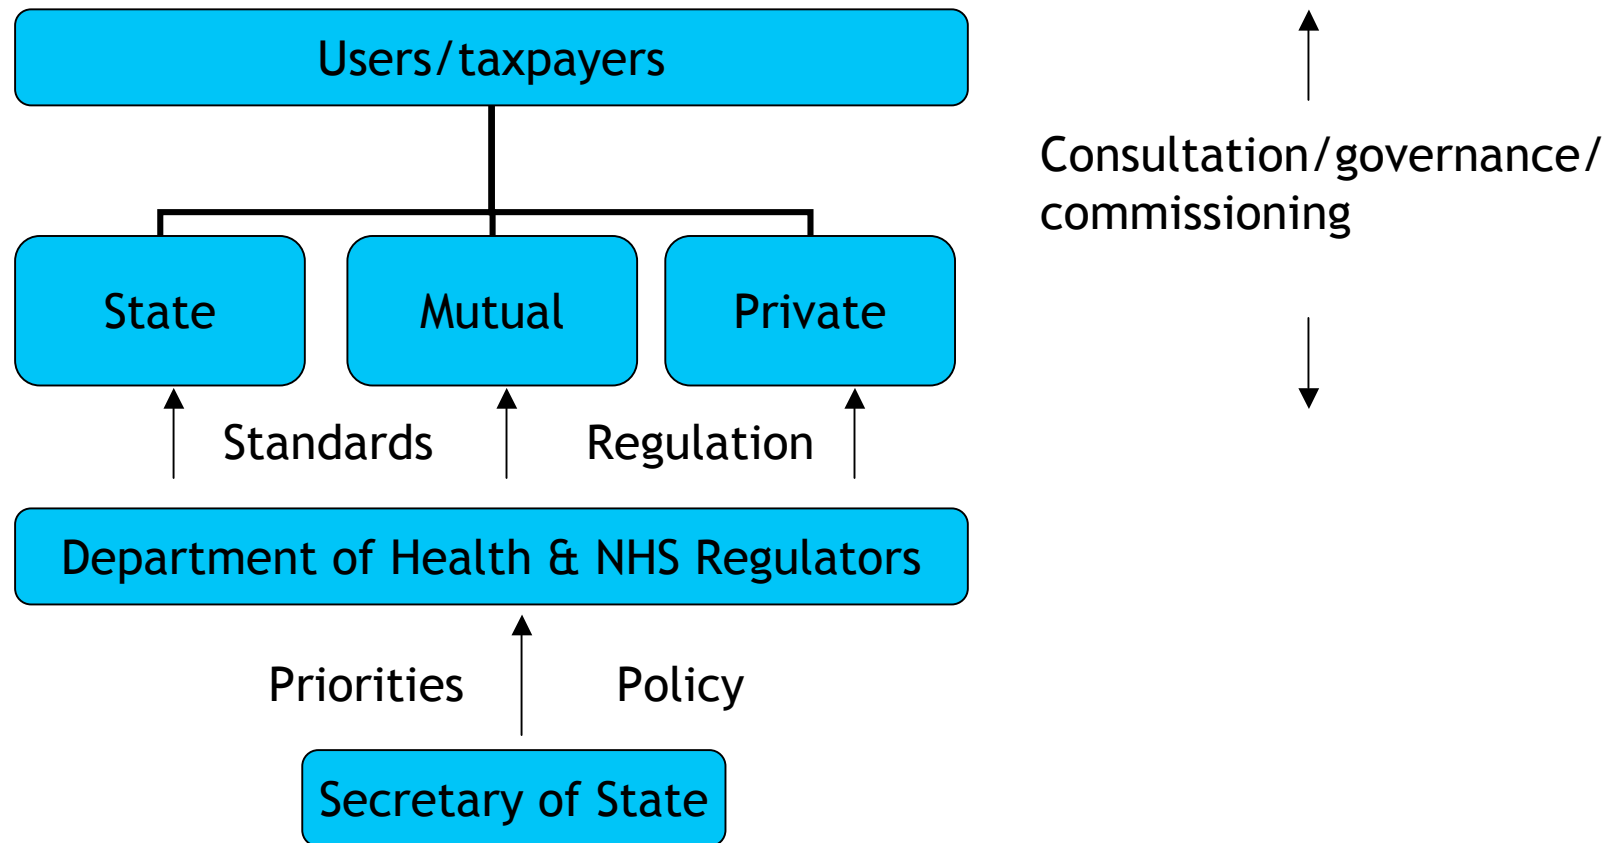 Users/taxpayers
Consultation/governance/
commissioning
State
Mutual
Private
Standards
Regulation
Department of Health & NHS Regulators
Priorities
Policy
Secretary of State